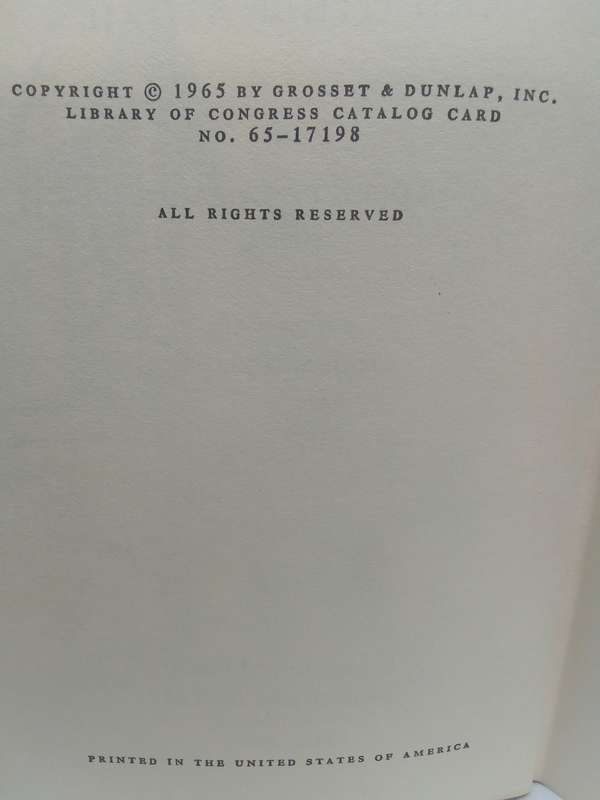 COPYRIGHT © 1965 BY GROSSET & DUNLAP, INC.
LIBRARY OF CONGRESS CATALOG CARD
NO. 65-17198
ALL RIGHTS RESERVED
PRINTED IN THE UNITED STATES OF AMERICA